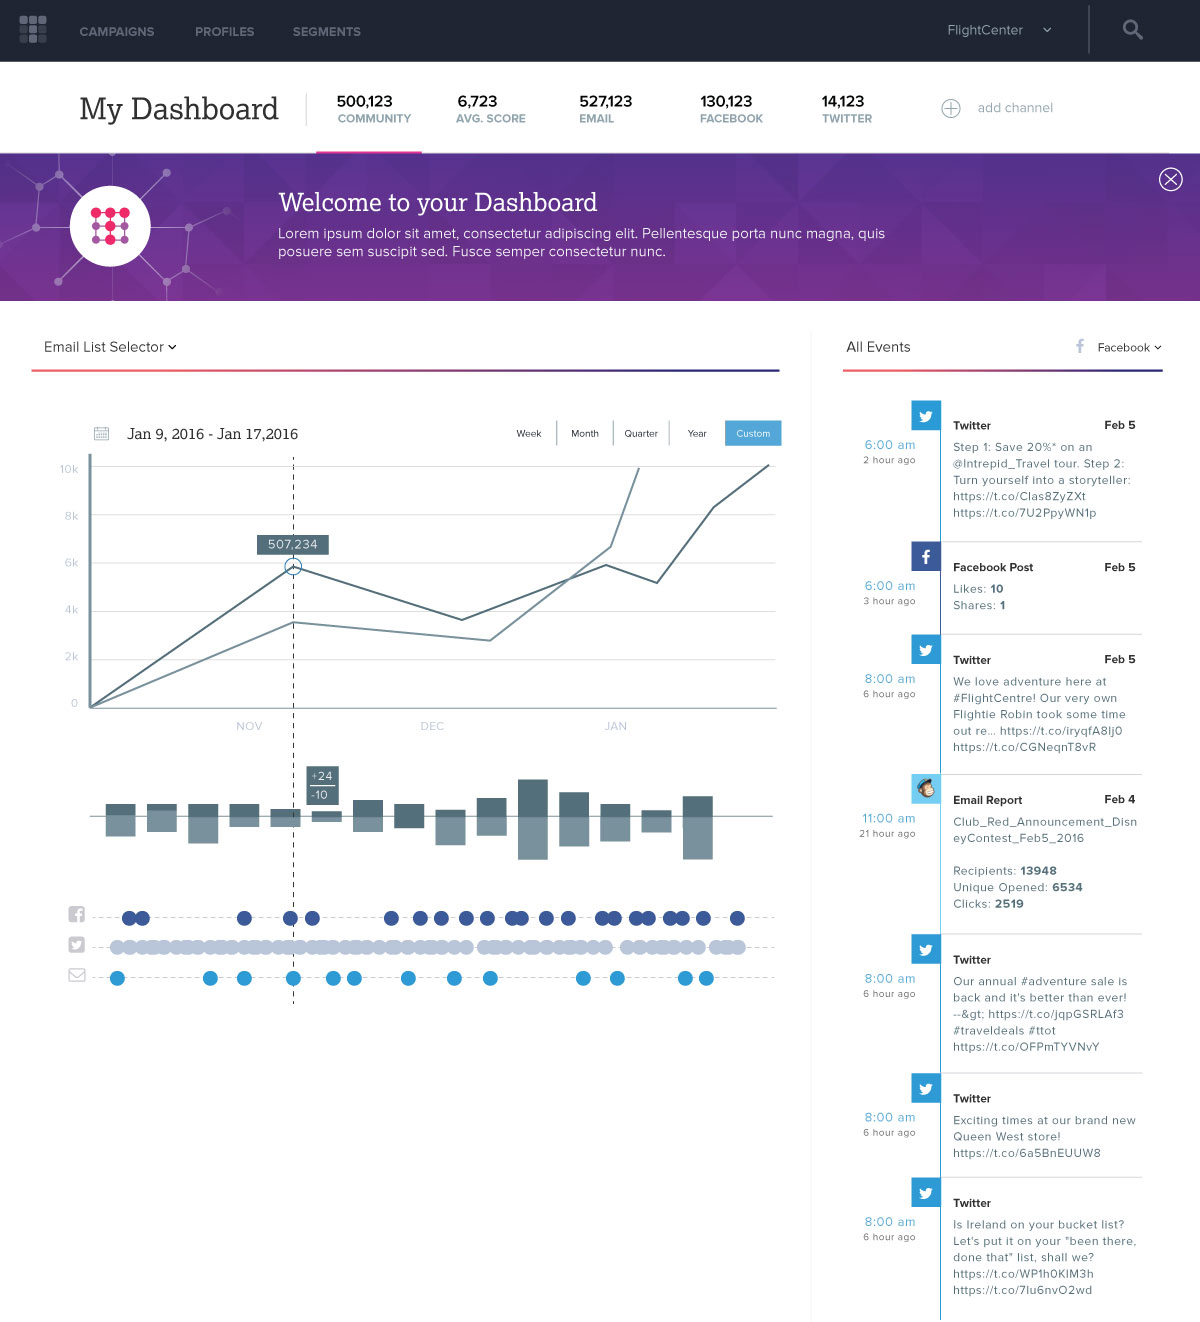 CAMPAIGNS PROFILES SEGMENTS FlightCenter
My Dashboard
500,123 6,723 527,123 130,123 14,123
COMMUNITY AVG. SCORE EMAIL FACEBOOK TWITTER
add channel
Welcome to your Dashboard
Lorem ipsum dolor sit amet, consectetur adipiscing elit. Pellentesque porta nunc magna, quis
posuere sem suscipit sed. Fusce semper consectetur nunc.
Email List Selector
Jan 9, 2016 - Jan 17,2016
Week Month Quarter Year Custom
10k
8k
507,234
6k
4k
2k
0
NOV DEC JAN
+24
-10
All Events
Facebook
Twitter Feb 5
6:00 am
2 hour ago
Step 1: Save 20%* on an
@Intrepid_Travel tour. Step 2:
Turn yourself into a storyteller:
https://t.co/Clas8ZyZXt
https://t.co/7U2PpyWN1p
Facebook Post Feb 5
6:00 am
3 hour ago
Likes: 10
Shares: 1
Twitter Feb 5
8:00 am
6 hour ago
We love adventure here at
#FlightCentre! Our very own
Flightie Robin took some time
out re... https://t.co/iryqfA8Ij0
https://t.co/CGNeqnT8vR
Email Report Feb 4
11:00 am
21 hour ago
Club_Red_Announcement_Disn
eyContest_Feb5_2016
Recipients: 13948
Unique Opened: 6534
Clicks: 2519
Twitter
8:00 am
6 hour ago
Our annual #adventure sale is
back and it's better than ever!
--&gt; https://t.co/jqpGSRLAf3
#traveldeals #ttot
https://t.co/OFPmTYVNvY
Twitter
8:00 am
6 hour ago
Exciting times at our brand new
Queen West store!
https://t.co/6a5BnEUUW8
Twitter
8:00 am
6 hour ago
Is Ireland on your bucket list?
Let's put it on your "been there,
done that" list, shall we?
https://t.co/WP1h0KIM3h
https://t.co/7Iu6nvO2wd